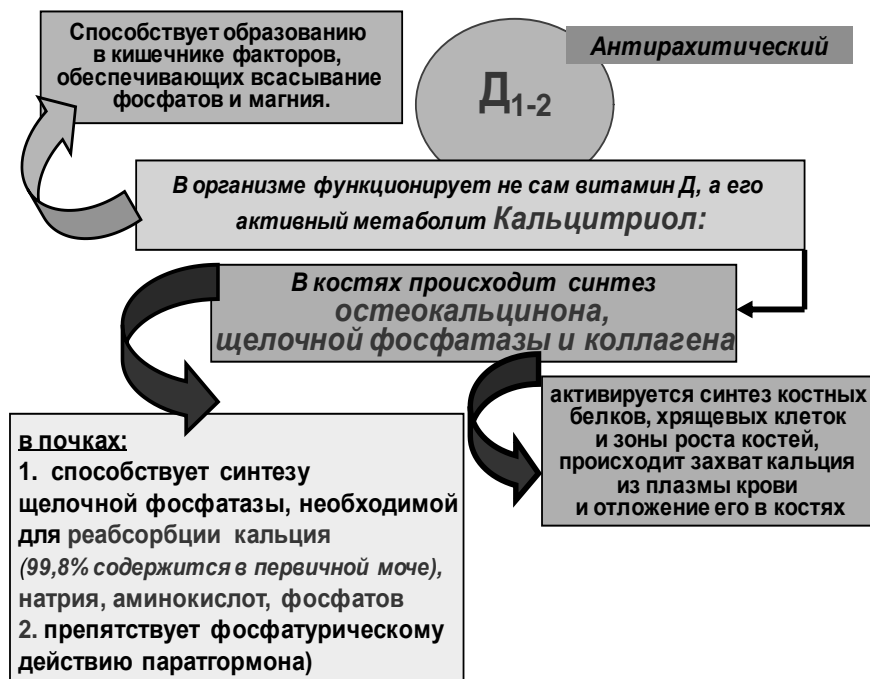 Способствует образованию
в кишечнике факторов,
обеспечивающих всасывание
фосфатов и магния.
Д1-2
Антирахитический
В организме функционирует не сам витамин Д, а его
активный метаболит Кальцитриол:
В костях происходит синтез
остеокальцинона,
щелочной фосфатазы и коллагена
активируется синтез костных
белков, хрящевых клеток
и зоны роста костей,
происходит захват кальция
из плазмы крови
и отложение его в костях
в почках:
1. способствует синтезу
щелочной фосфатазы, необходимой
для реабсорбции кальция
(99,8% содержится в первичной моче),
натрия, аминокислот, фосфатов
2. препятствует фосфатурическому
действию паратгормона)